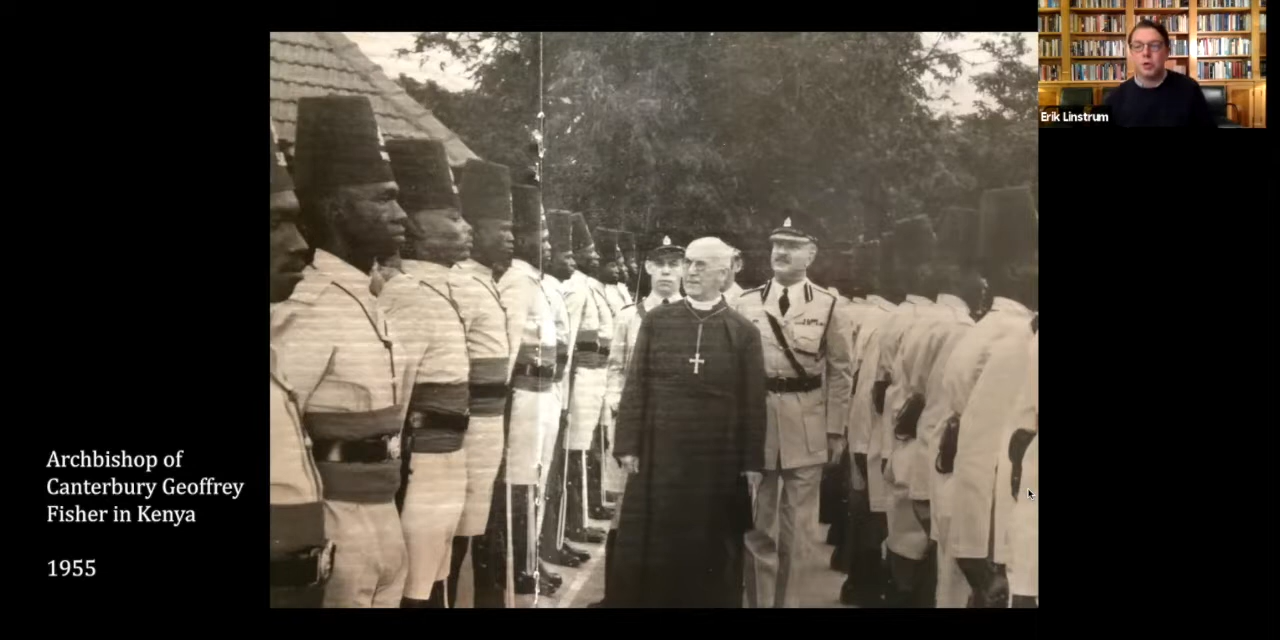 Erik Linstrum
Archbishop of
Canterbury Geoffrey
Fisher in Kenya
1955